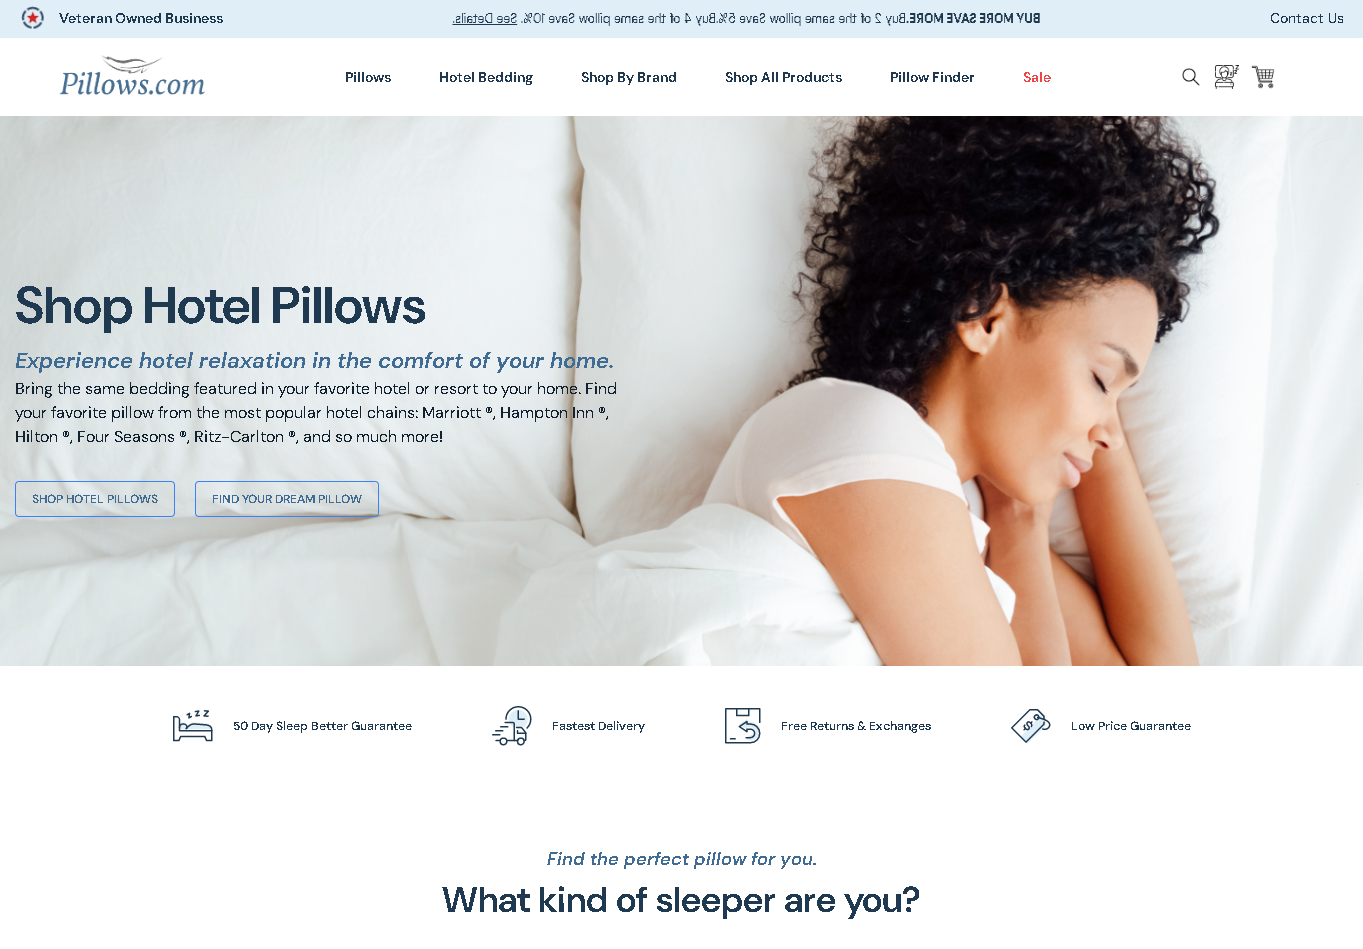 Veteran Owned Business
BUY MORE SAVE MORE.Buy 2 of the same pillow Save 5%.Buy 4 of the same pillow Save 10%. See Details.
Contact Us
Pillows.com
Pillows
Hotel Bedding
Shop By Brand
Shop All Products
Pillow Finder
Sale
Shop Hotel Pillows
Experience hotel relaxation in the comfort of your home.
Bring the same bedding featured in your favorite hotel or resort to your home. Find
your favorite pillow from the most popular hotel chains: Marriott ®, Hampton Inn ®,
Hilton ®, Four Seasons ®, Ritz-Carlton ®, and so much more!
SHOP HOTEL PILLOWS
FIND YOUR DREAM PILLOW
50 Day Sleep Better Guarantee
Fastest Delivery
Free Returns & Exchanges
Low Price Guarantee
Find the perfect pillow for you.
What kind of sleeper are you?